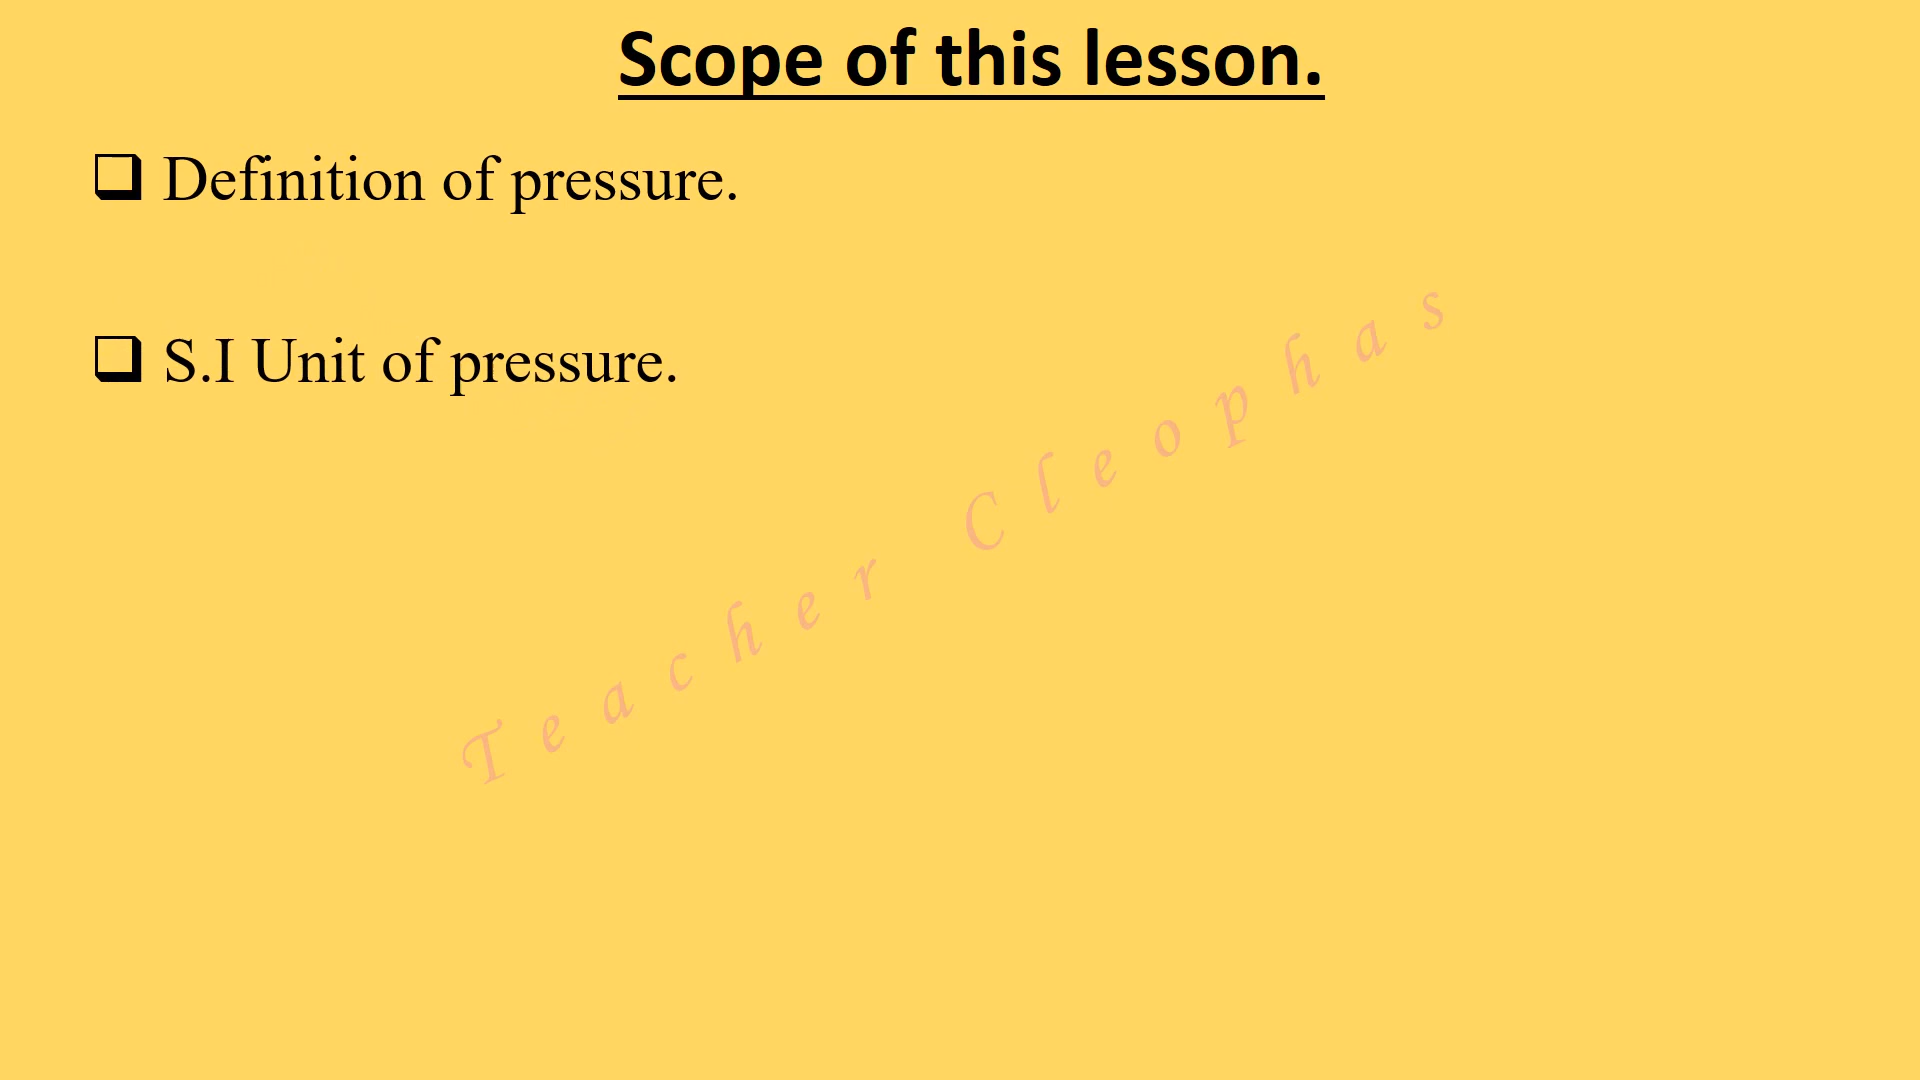 Scope of this lesson.
❑ Definition of pressure.
❑ S.I Unit of pressure.
Teacher Cleophas